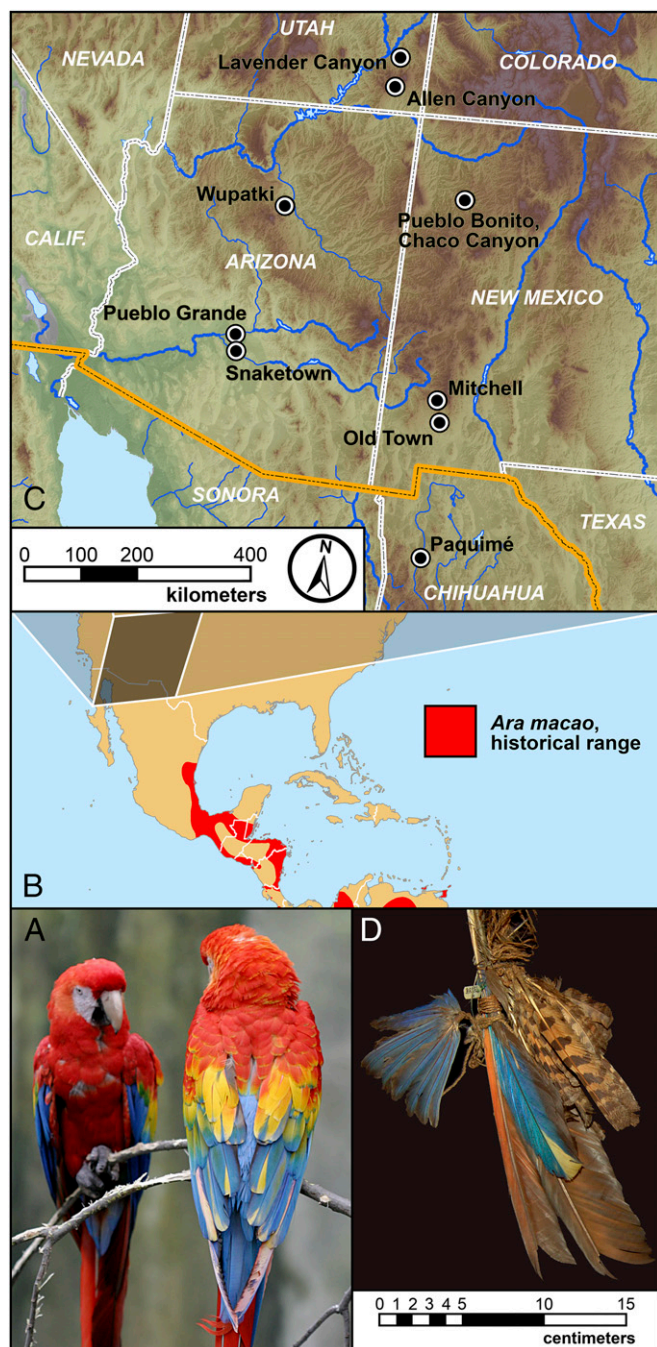 UTAH
NEVADA
Lavender Canyon
COLORADO
Allen Canyon
Wupatki
Pueblo Bonito,
Chaco Canyon
CALIF.
ARIZONA
NEW MEXICO
Pueblo Grande
Snaketown
Mitchell
Old Town
C
SONORA
TEXAS
Paquimé
CHIHUAHUA
0 100 200 400
kilometers
N
Ara macao,
historical range
B
A
D
0 1 2 3 4 5 10 15
centimeters